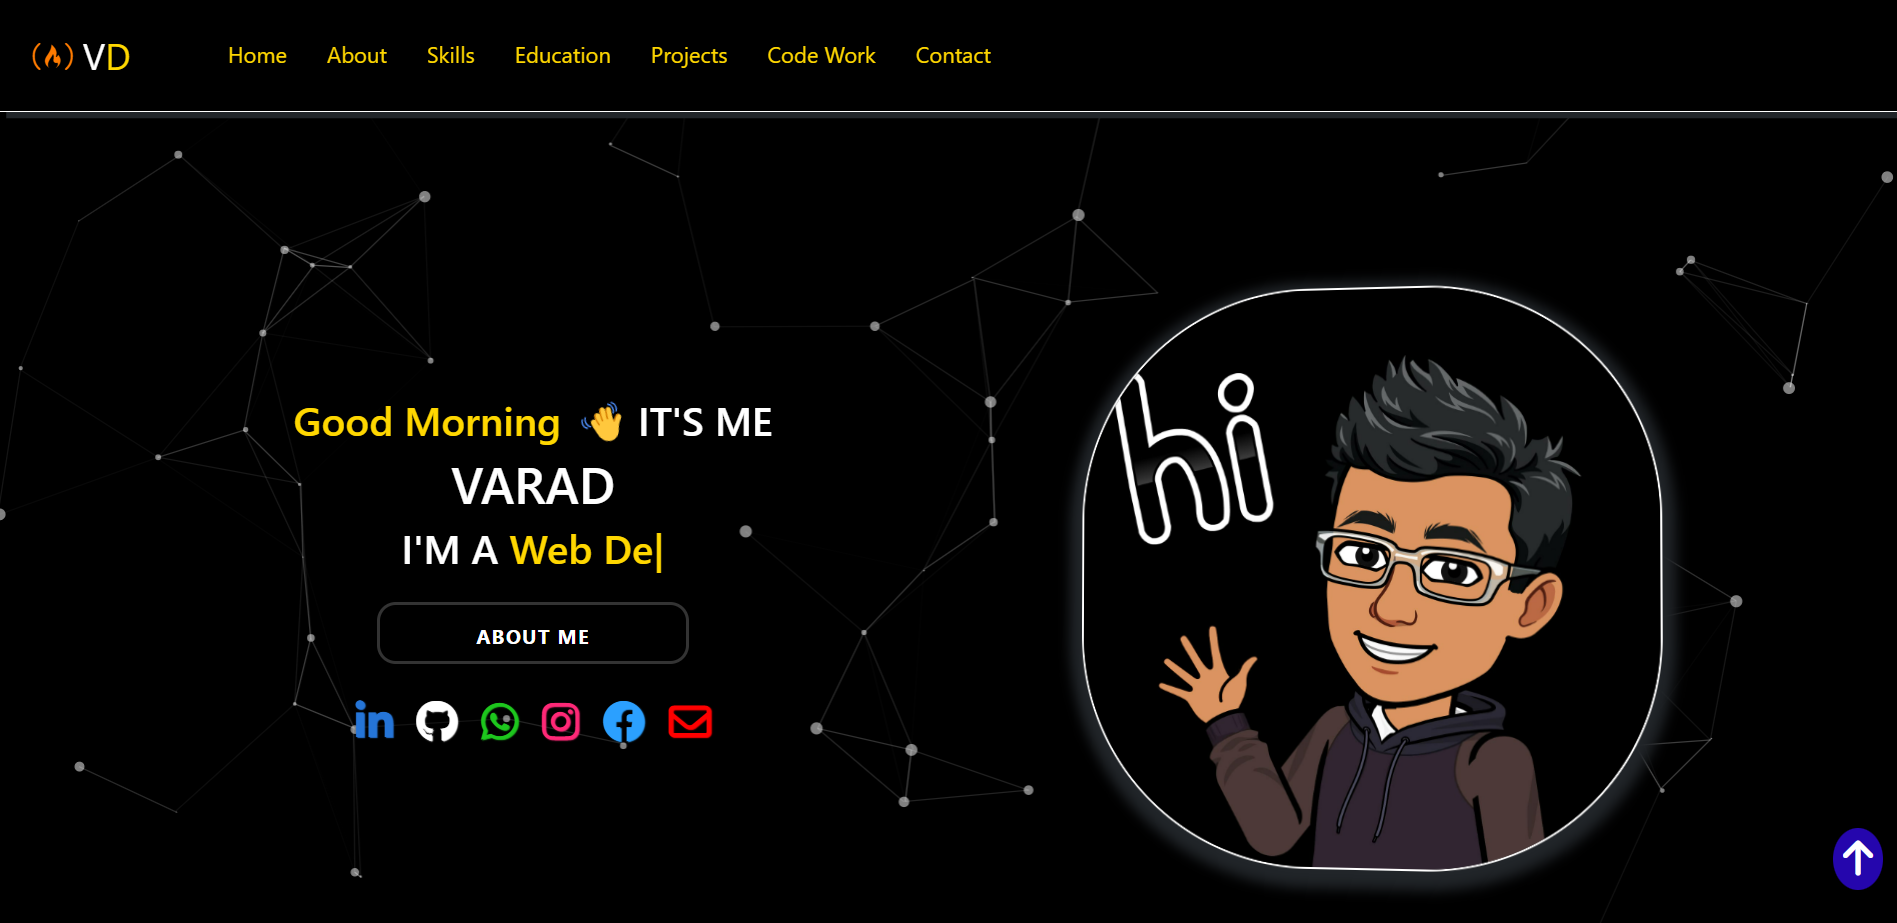 VD
Home About Skills Education Projects Code Work Contact
Good Morning 👋 IT'S ME
VARAD
I'M A Web De|
ABOUT ME
hi